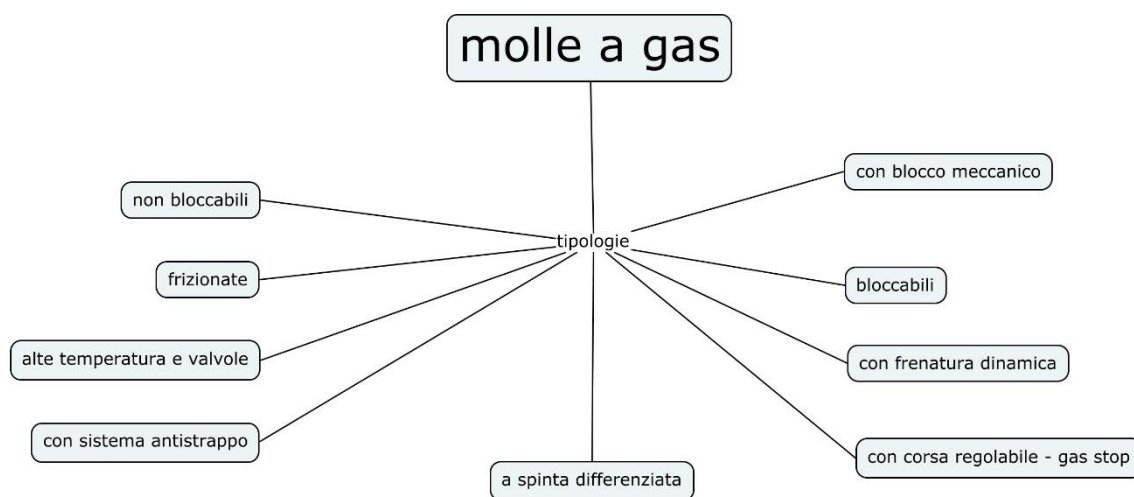 molle a gas
con blocco meccanico
non bloccabili
tipologie
frizionate
bloccabili
alte temperatura e valvole
con frenatura dinamica
con sistema antistrappo
con corsa regolabile - gas stop
a spinta differenziata